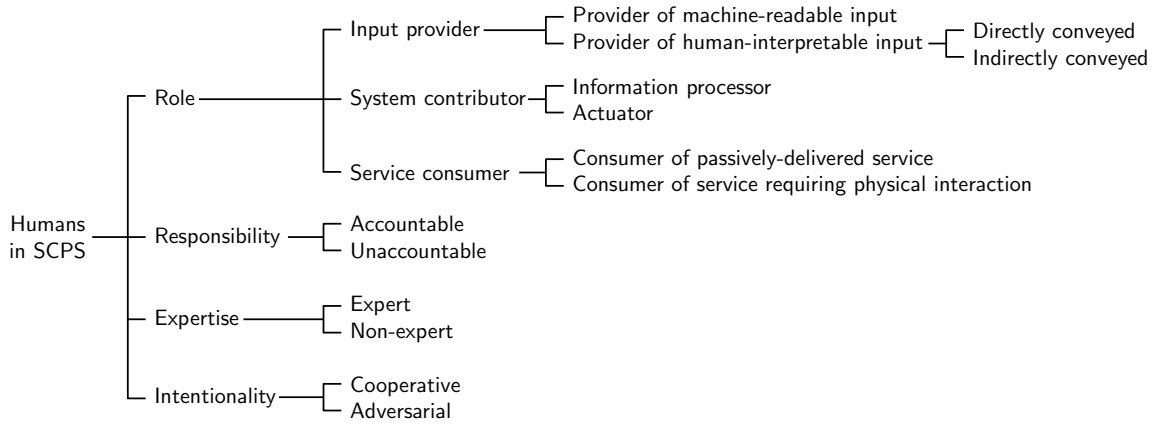 Provider of machine-readable input
Input provider
Provider of human-interpretable input
Directly conveyed
Indirectly conveyed
Role
System contributor
Information processor
Actuator
Service consumer
Consumer of passively-delivered service
Consumer of service requiring physical interaction
Humans
in SCPS
Responsibility
Accountable
Unaccountable
Expertise
Expert
Non-expert
Intentionality
Cooperative
Adversarial